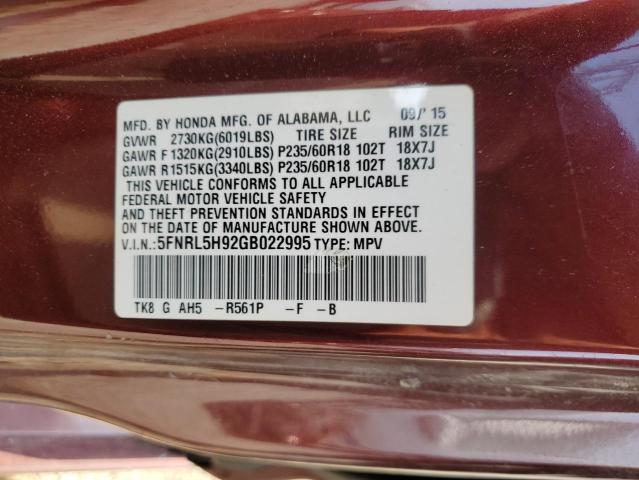 MFD. BY HONDA MFG. OF ALABAMA, LLC 09/'15
GVWR 2730KG(6019LBS) TIRE SIZE RIM SIZE
GAWR F1320KG(2910LBS) P235/60R18 102T 18X7J
GAWR R1515KG(3340LBS) P235/60R18 102T 18X7J
THIS VEHICLE CONFORMS TO ALL APPLICABLE
FEDERAL MOTOR VEHICLE SAFETY
AND THEFT PREVENTION STANDARDS IN EFFECT
ON THE DATE OF MANUFACTURE SHOWN ABOVE.
V.I.N.:5FNRL5H92GB022995 TYPE: MPV
TK8 G AH5 -R561P -F -B